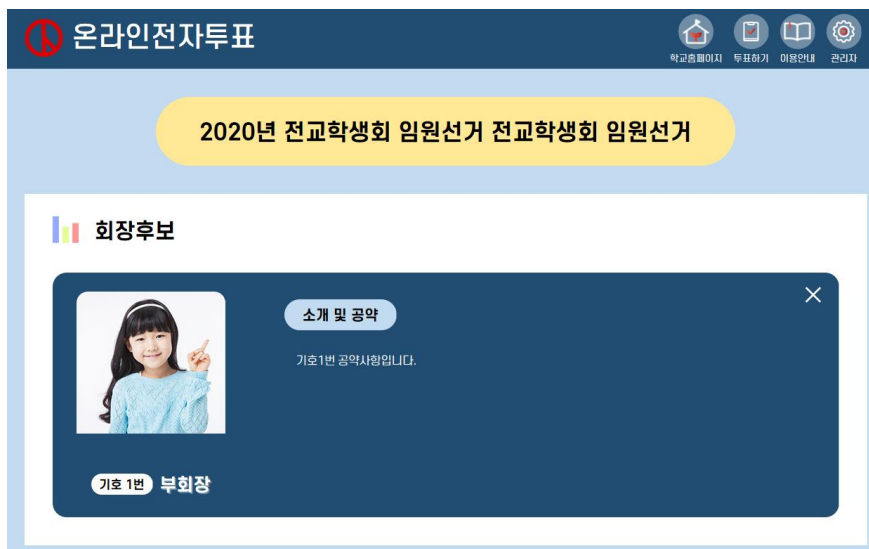 온라인전자투표
학교홈페이지 투표하기 이용안내 관리자
2020년 전교학생회 임원선거 전교학생회 임원선거
회장후보
소개 및 공약
기호1번 공약사항입니다.
기호 1번 부회장